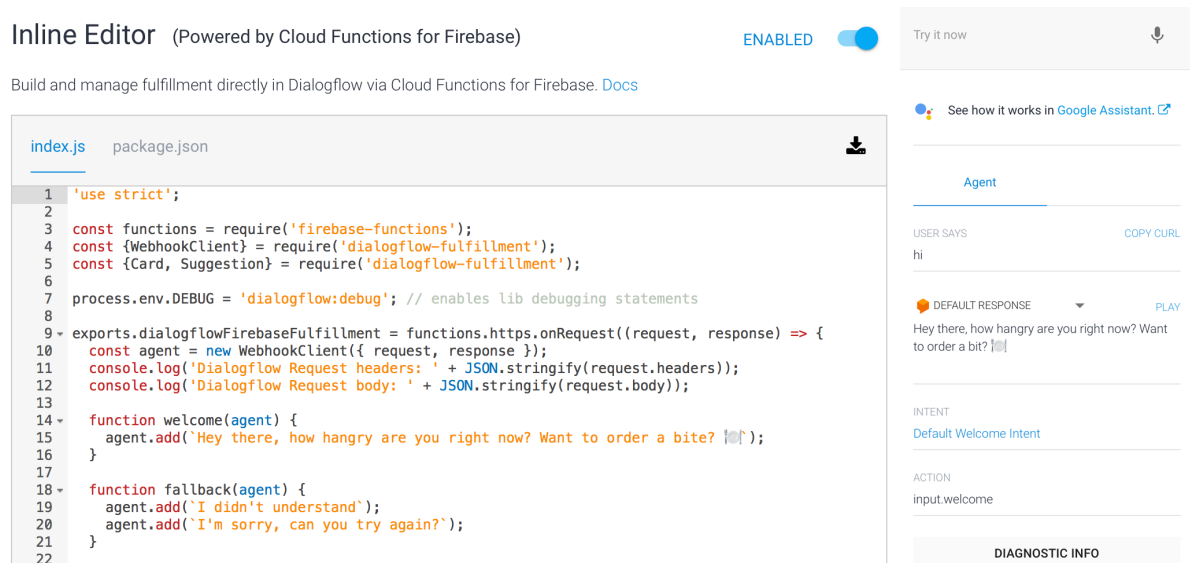 Inline Editor (Powered by Cloud Functions for Firebase)
ENABLED
Build and manage fulfillment directly in Dialogflow via Cloud Functions for Firebase. Docs
index.js package.json
1 'use strict';
2
3 const functions = require('firebase-functions');
4 const {WebhookClient} = require('dialogflow-fulfillment');
5 const {Card, Suggestion} = require('dialogflow-fulfillment');
6
7 process.env.DEBUG = 'dialogflow:debug'; // enables lib debugging statements
8
9 exports.dialogflowFirebaseFulfillment = functions.https.onRequest((request, response) => {
10 const agent = new WebhookClient({ request, response });
11 console.log('Dialogflow Request headers: ' + JSON.stringify(request.headers));
12 console.log('Dialogflow Request body: ' + JSON.stringify(request.body));
13
14 function welcome(agent) {
15 agent.add(`Hey there, how hangry are you right now? Want to order a bite? 🍽`);
16 }
17
18 function fallback(agent) {
19 agent.add(`I didn't understand`);
20 agent.add(`I'm sorry, can you try again?`);
21 }
22
Try it now
See how it works in Google Assistant.
Agent
USER SAYS COPY CURL
hi
DEFAULT RESPONSE PLAY
Hey there, how hangry are you right now? Want
to order a bit? 🍽
INTENT
Default Welcome Intent
ACTION
input.welcome
DIAGNOSTIC INFO